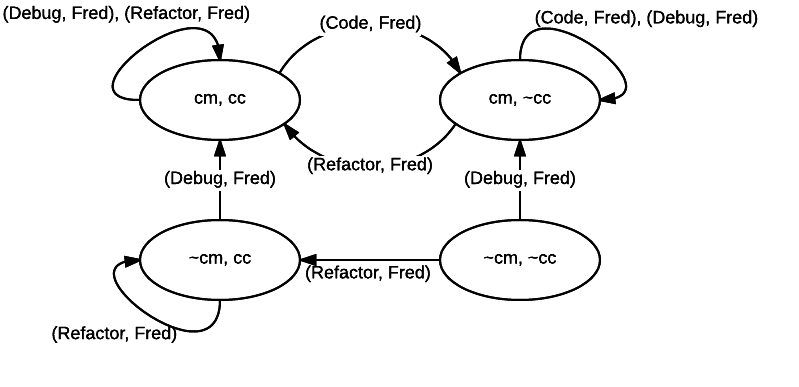 (Debug, Fred), (Refactor, Fred)
(Code, Fred)
(Code, Fred), (Debug, Fred)
cm, cc
cm, ~cc
(Refactor, Fred)
(Debug, Fred)
(Debug, Fred)
~cm, cc
~cm, ~cc
(Refactor, Fred)
(Refactor, Fred)